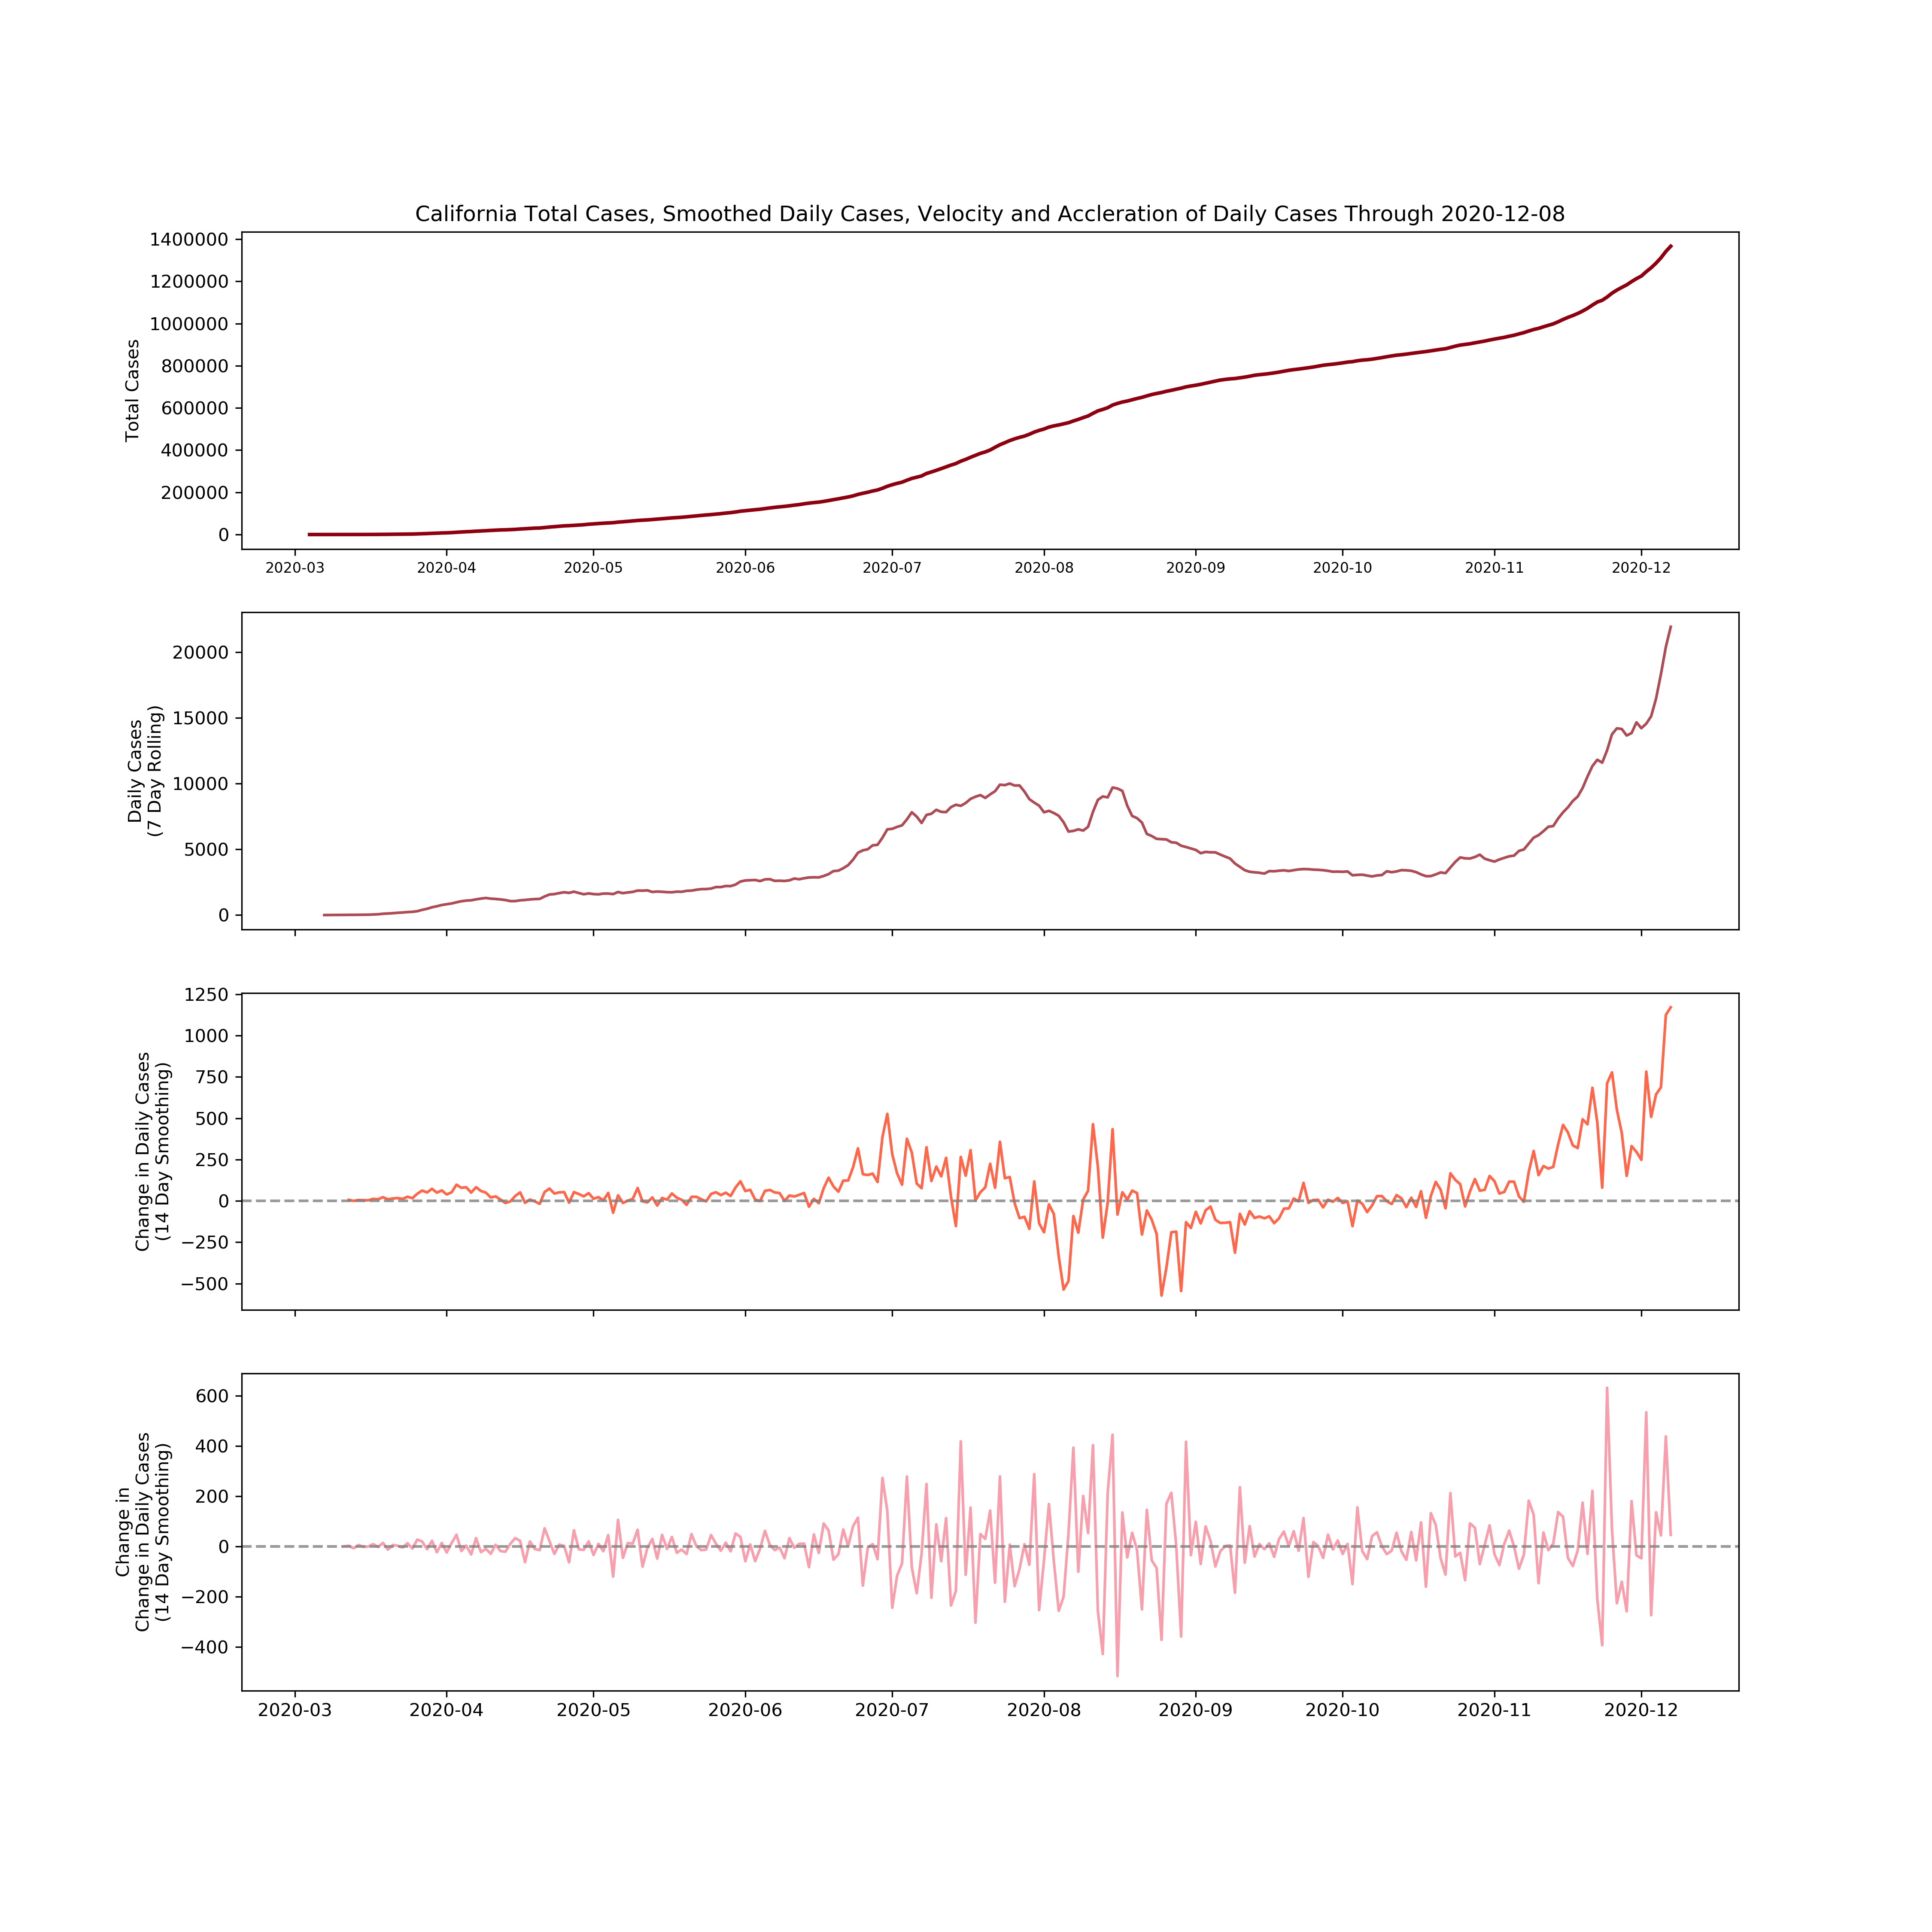 California Total Cases, Smoothed Daily Cases, Velocity and Accleration of Daily Cases Through 2020-12-08
Total Cases
1400000
1200000
1000000
800000
600000
400000
200000
0
2020-03 2020-04 2020-05 2020-06 2020-07 2020-08 2020-09 2020-10 2020-11 2020-12
Daily Cases
(7 Day Rolling)
20000
15000
10000
5000
0
Change in Daily Cases
(14 Day Smoothing)
1250
1000
750
500
250
0
−250
−500
Change in
Change in Daily Cases
(14 Day Smoothing)
600
400
200
0
−200
−400
2020-03 2020-04 2020-05 2020-06 2020-07 2020-08 2020-09 2020-10 2020-11 2020-12